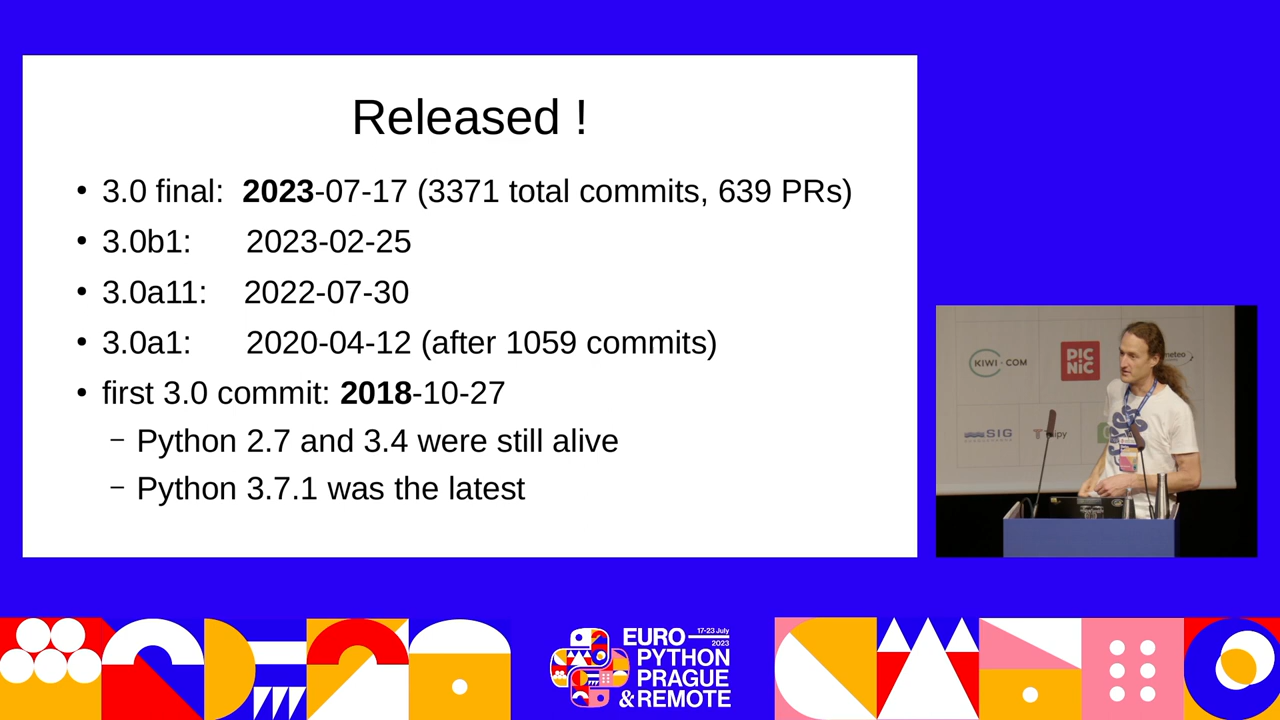 Released !
• 3.0 final: 2023-07-17 (3371 total commits, 639 PRs)
• 3.0b1: 2023-02-25
• 3.0a11: 2022-07-30
• 3.0a1: 2020-04-12 (after 1059 commits)
• first 3.0 commit: 2018-10-27
– Python 2.7 and 3.4 were still alive
– Python 3.7.1 was the latest
KIWI.COM
PIC
NiC
meteo
SIG
EURO
17-23 July
2023
PYTHON
PRAGUE
& REMOTE